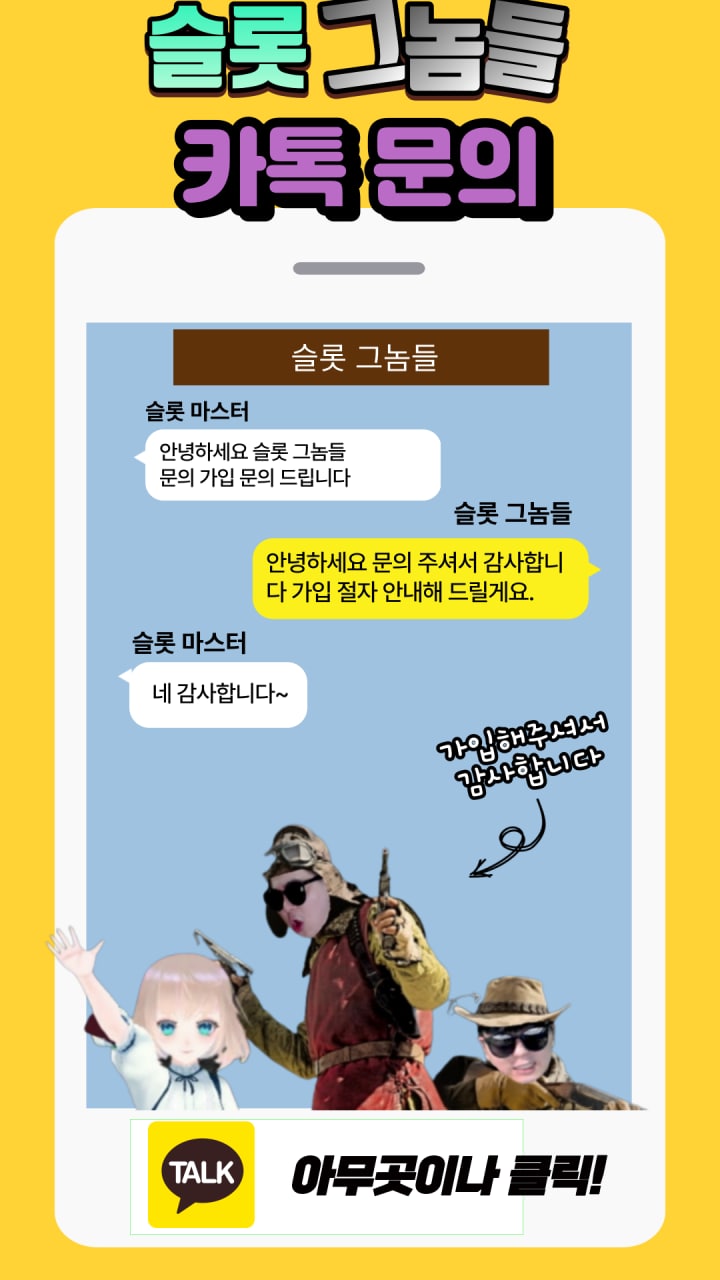 슬롯 그놈들
카톡 문의
슬롯 그놈들
슬롯 마스터
안녕하세요 슬롯 그놈들
문의 가입 문의 드립니다
슬롯 그놈들
안녕하세요 문의 주셔서 감사합니
다 가입 절자 안내해 드릴게요.
슬롯 마스터
네 감사합니다~
가입해주셔서
감사합니다
TALK
아무곳이나 클릭!